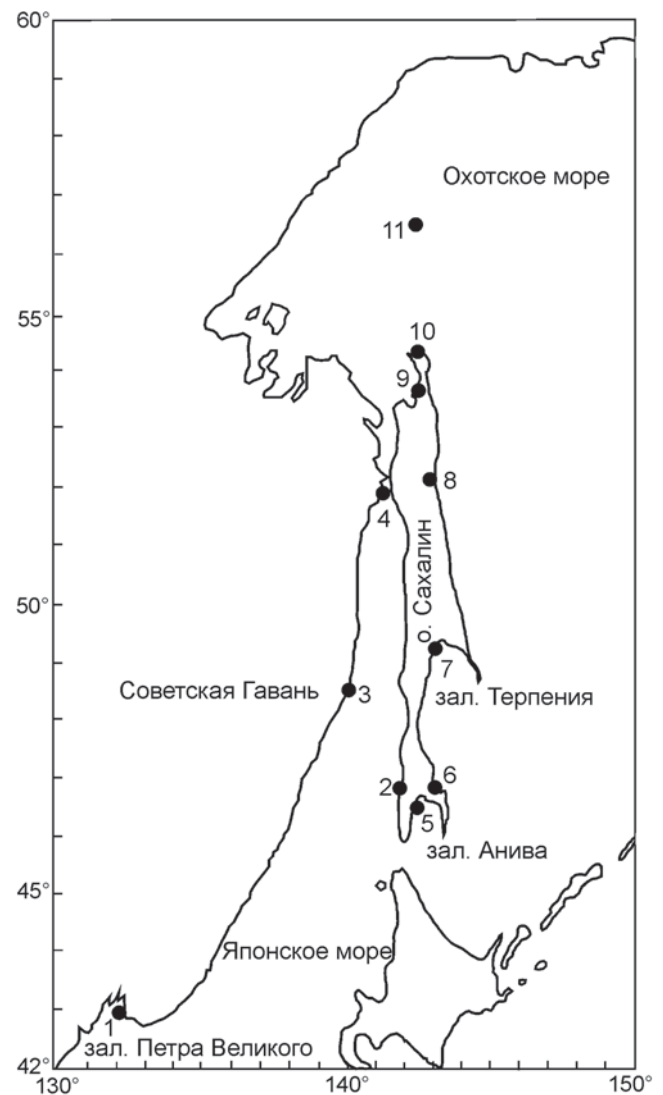 60°
Охотское море
11
55°
10
9
8
4
о. Сахалин
50°
7
Советская Гавань
3
зал. Терпения
2
6
5
зал. Анива
45°
Японское море
1
зал. Петра Великого
42°
130°
140°
150°